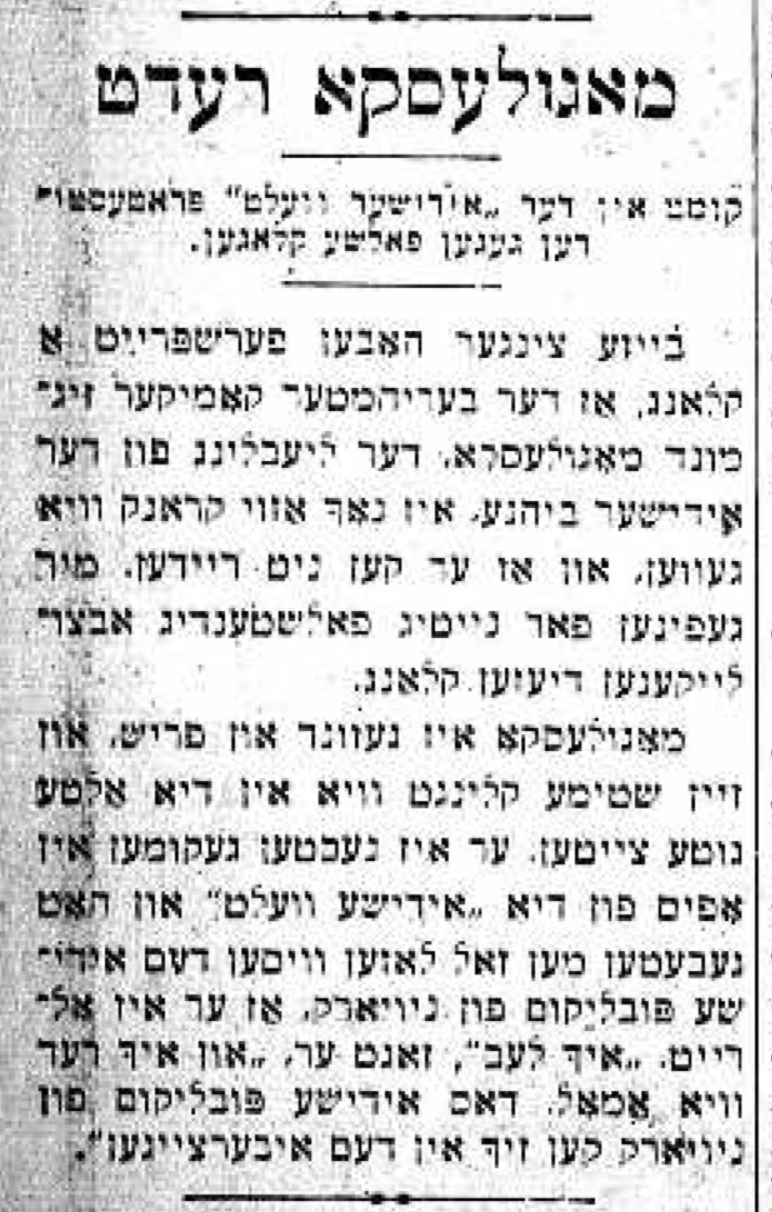 מאגולעסקא רעדט
קומט אין דער „אידישער וועלט" פראטעסטי־
רען געגען פאלשע קלאגען.
בייזע צינגער האבען פערשפרייט א
קלאנג, אז דער בעריהמטער קאמיקער זיג־
מונד מאגולעסקא, דער ליעבלינג פון דער
אידישער ביהנע, איז נאך אזוי קראנק וויא
געווען, און אז ער קען ניט ריידען. מיר
געפינען פאר נייטיג פאלשטענדיג אבצו־
לייקענען דיעזען קלאנג.
מאגולעסקא איז געזונד און פריש, און
זיין שטימע קלינגט וויא אין דיא אלטע
גוטע צייטען. ער איז נעכטען געקומען אין
אפיס פון דיא „אידישע וועלט" און האט
געבעטען מען זאל לאזען וויסען דעם אידי־
שע פובליקום פון ניויארק, אז ער איז אל־
רייט. „איך לעב", זאגט ער, „און איך רעד
וויא אמאל. דאס אידישע פובליקום פון
ניויארק קען זיך אין דעם איבערצייגען".